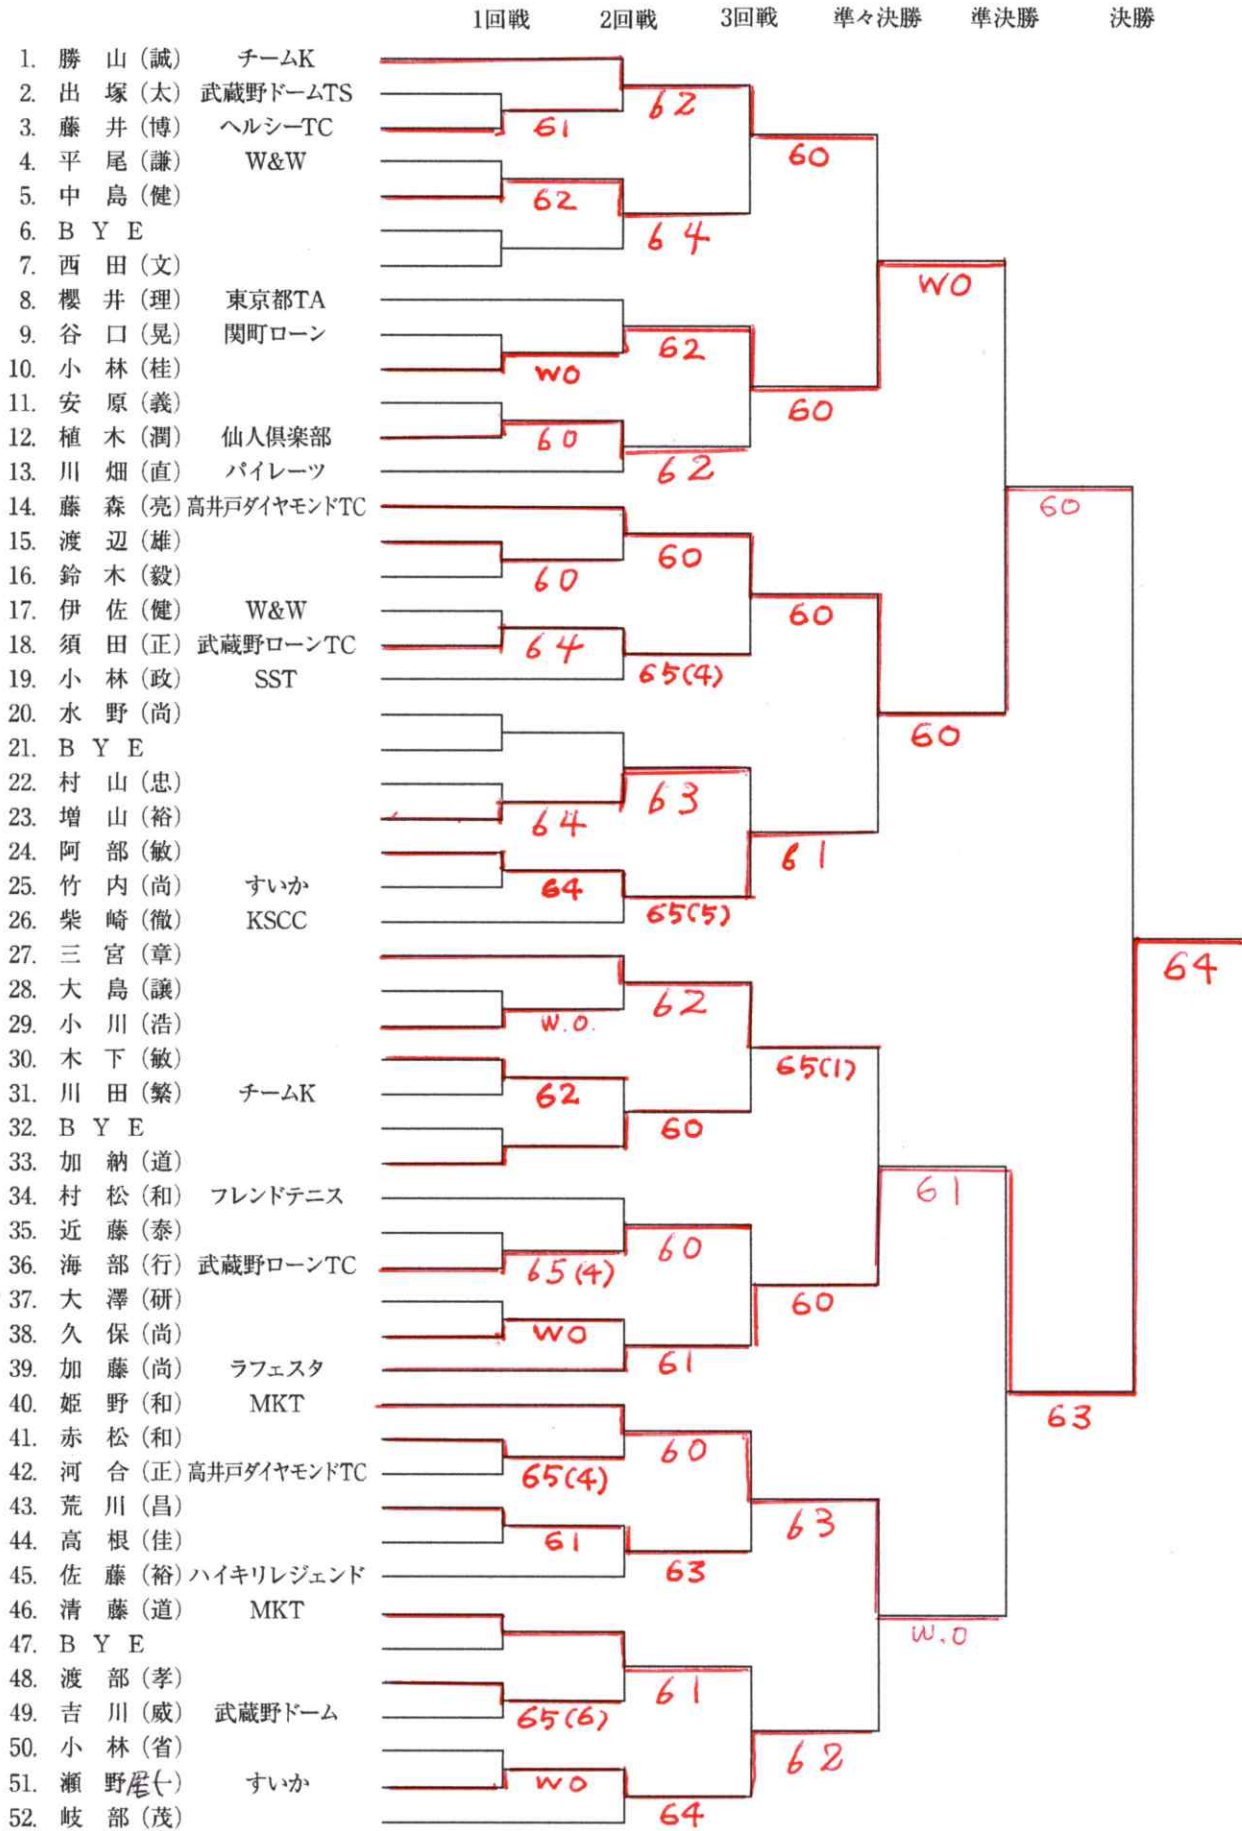 1回戦 2回戦 3回戦 準々決勝 準決勝 決勝
1. 勝 山（誠） チームK
62
2. 出 塚（太） 武蔵野ドームTS
3. 藤 井（博） ヘルシーTC
61
60
4. 平 尾（謙） W&W
5. 中 島（健）
62
6. B Y E
64
7. 西 田（文）
WO
8. 櫻 井（理） 東京都TA
9. 谷 口（晃） 関町ローン
62
10. 小 林（桂）
WO
11. 安 原（義）
60
12. 植 木（潤） 仙人倶楽部
60
13. 川 畑（直） パイレーツ
62
14. 藤 森（亮） 高井戸ダイヤモンドTC
60
15. 渡 辺（雄）
60
16. 鈴 木（毅）
60
17. 伊 佐（健） W&W
60
18. 須 田（正） 武蔵野ローンTC
64
19. 小 林（政） SST
65(4)
20. 水 野（尚）
60
21. B Y E
22. 村 山（忠）
63
23. 増 山（裕）
64
24. 阿 部（敏）
61
25. 竹 内（尚） すいか
64
26. 柴 崎（徹） KSCC
65(5)
27. 三 宮（章）
64
28. 大 島（譲）
62
29. 小 川（浩）
W.O.
30. 木 下（敏）
65(1)
31. 川 田（繁） チームK
62
32. B Y E
60
33. 加 納（道）
34. 村 松（和） フレンドテニス
61
35. 近 藤（泰）
60
36. 海 部（行） 武蔵野ローンTC
65(4)
37. 大 澤（研）
60
38. 久 保（尚）
WO
39. 加 藤（尚） ラフェスタ
61
40. 姫 野（和） MKT
63
41. 赤 松（和）
60
42. 河 合（正） 高井戸ダイヤモンドTC
65(4)
43. 荒 川（昌）
63
44. 高 根（佳）
61
45. 佐 藤（裕） ハイキリレジェンド
63
46. 清 藤（道） MKT
W.O
47. B Y E
48. 渡 部（孝）
61
49. 吉 川（威） 武蔵野ドーム
65(6)
50. 小 林（省）
62
51. 瀬 野 すいか
WO
52. 岐 部（茂）
64